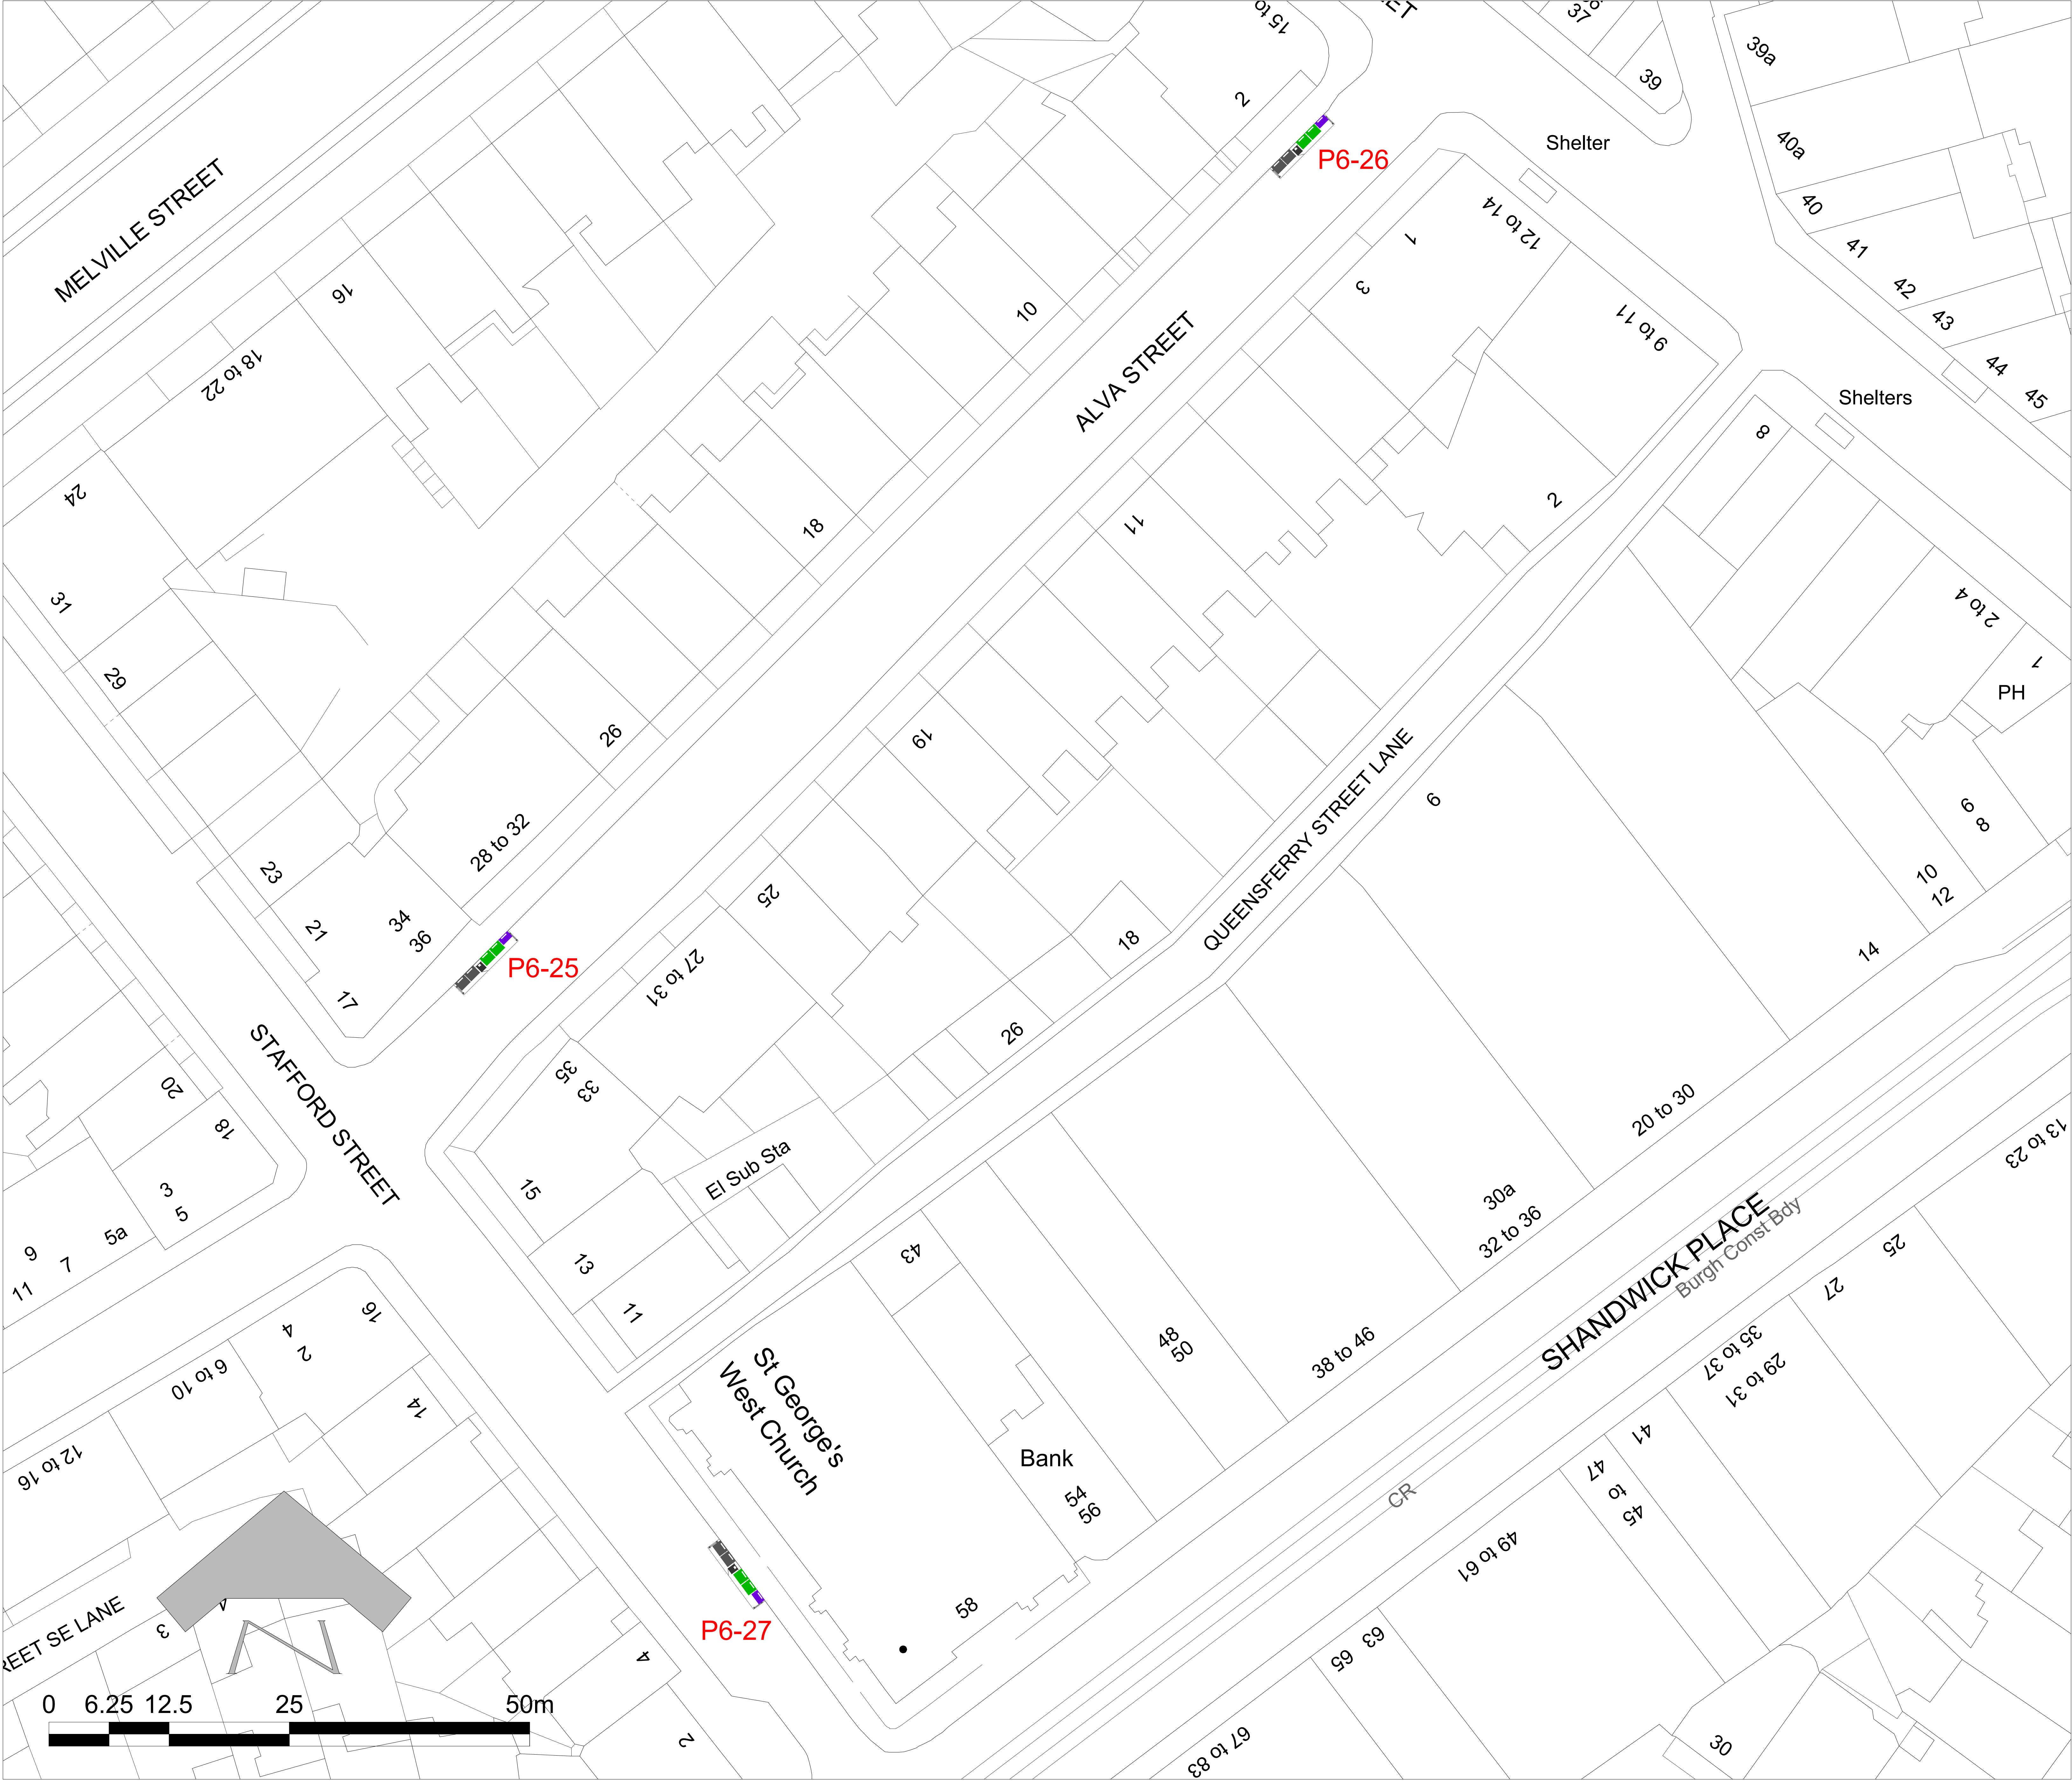 15 to
37
39
39a
MELVILLE STREET
2
P6-26
Shelter
40a
40
12 to 14
1
41
16
3
42
9 to 11
43
10
ALVA STREET
18 to 22
44
45
Shelters
8
24
18
11
2
31
2 to 4
29
1
PH
26
19
QUEENSFERRY STREET LANE
6
6
8
28 to 32
23
25
10
12
21
34
36
18
14
P6-25
27 to 31
17
26
STAFFORD STREET
35
33
20
18
20 to 30
13 to 23
El Sub Sta
3
5
15
30a
32 to 36
5a
9
7
11
13
43
SHANDWICK PLACE
Burgh Const Bdy
25
27
16
11
4
2
48
50
38 to 46
35 to 37
29 to 31
6 to 10
St George's
West Church
14
12 to 16
Bank
41
47
to
45
54
56
CR
49 to 61
58
REET SE LANE
3
4
N
P6-27
4
63
65
0 6.25 12.5 25 50m
2
67 to 83
30